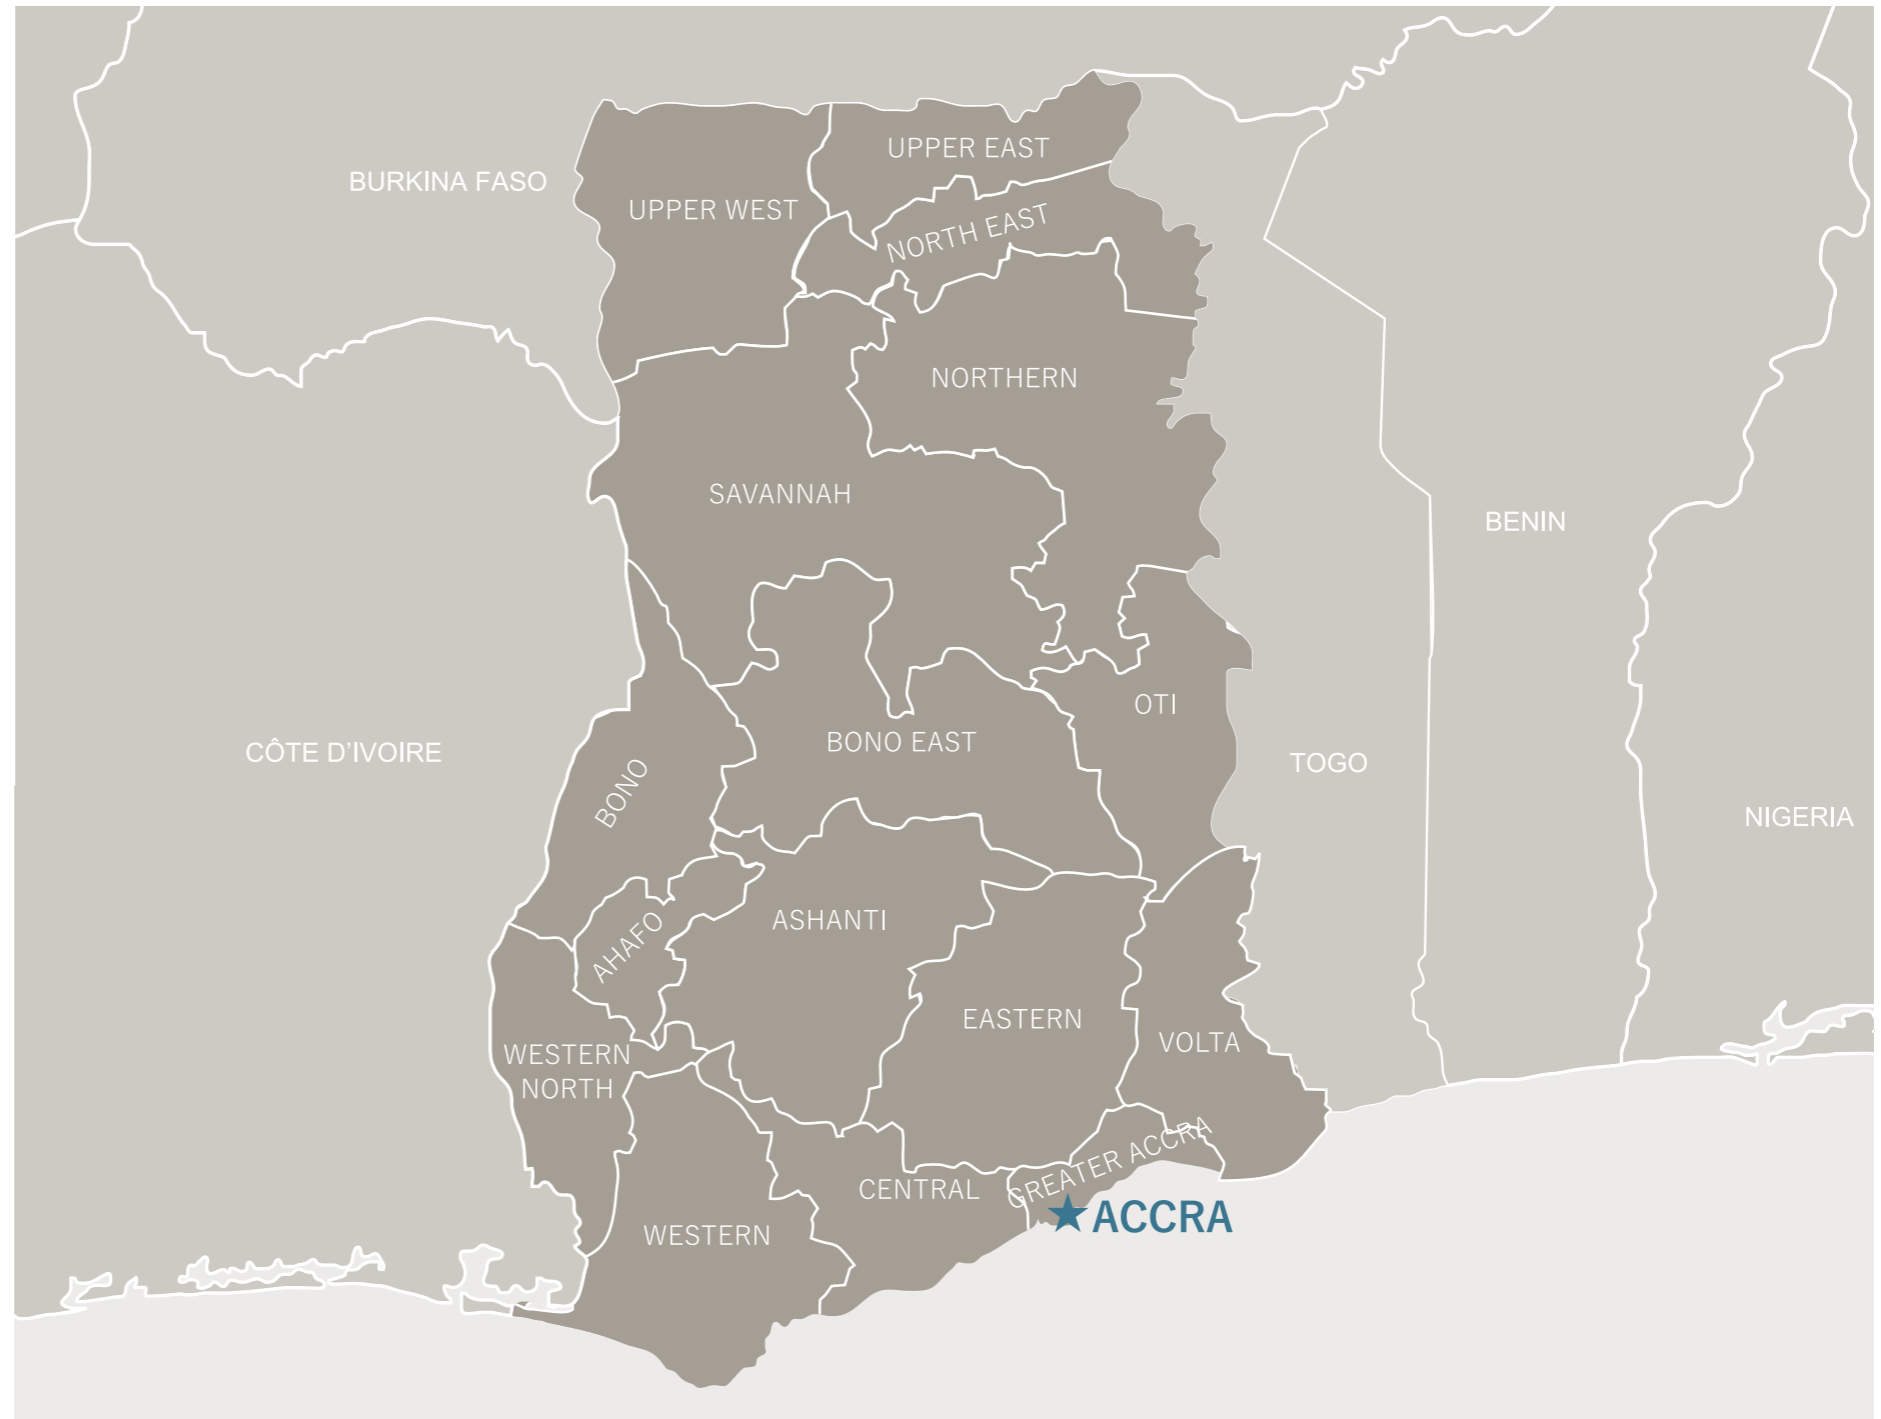 UPPER EAST
BURKINA FASO
UPPER WEST
NORTH EAST
NORTHERN
SAVANNAH
BENIN
OTI
BONO EAST
CÔTE D'IVOIRE
TOGO
BONO
NIGERIA
ASHANTI
AHAFO
EASTERN
VOLTA
WESTERN
NORTH
GREATER ACCRA
CENTRAL
ACCRA
WESTERN